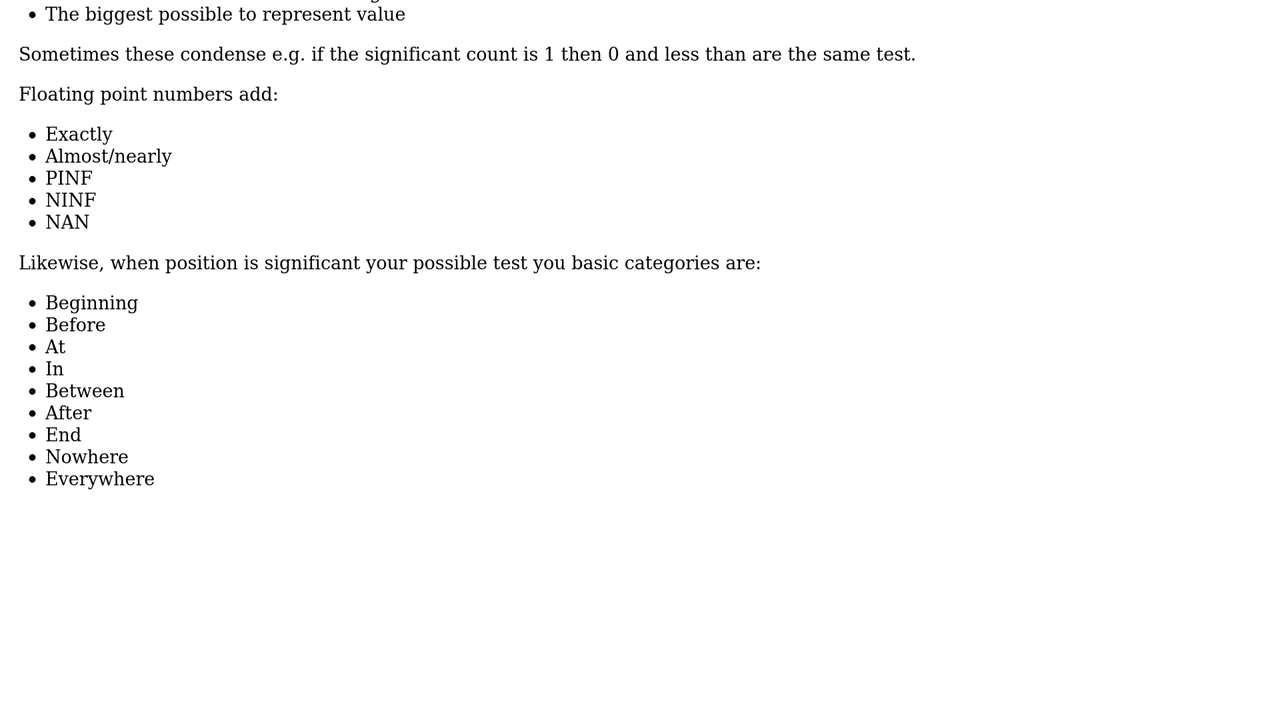 The biggest possible to represent value
Sometimes these condense e.g. if the significant count is 1 then 0 and less than are the same test.
Floating point numbers add:
Exactly
Almost/nearly
PINF
NINF
NAN
Likewise, when position is significant your possible test you basic categories are:
Beginning
Before
At
In
Between
After
End
Nowhere
Everywhere